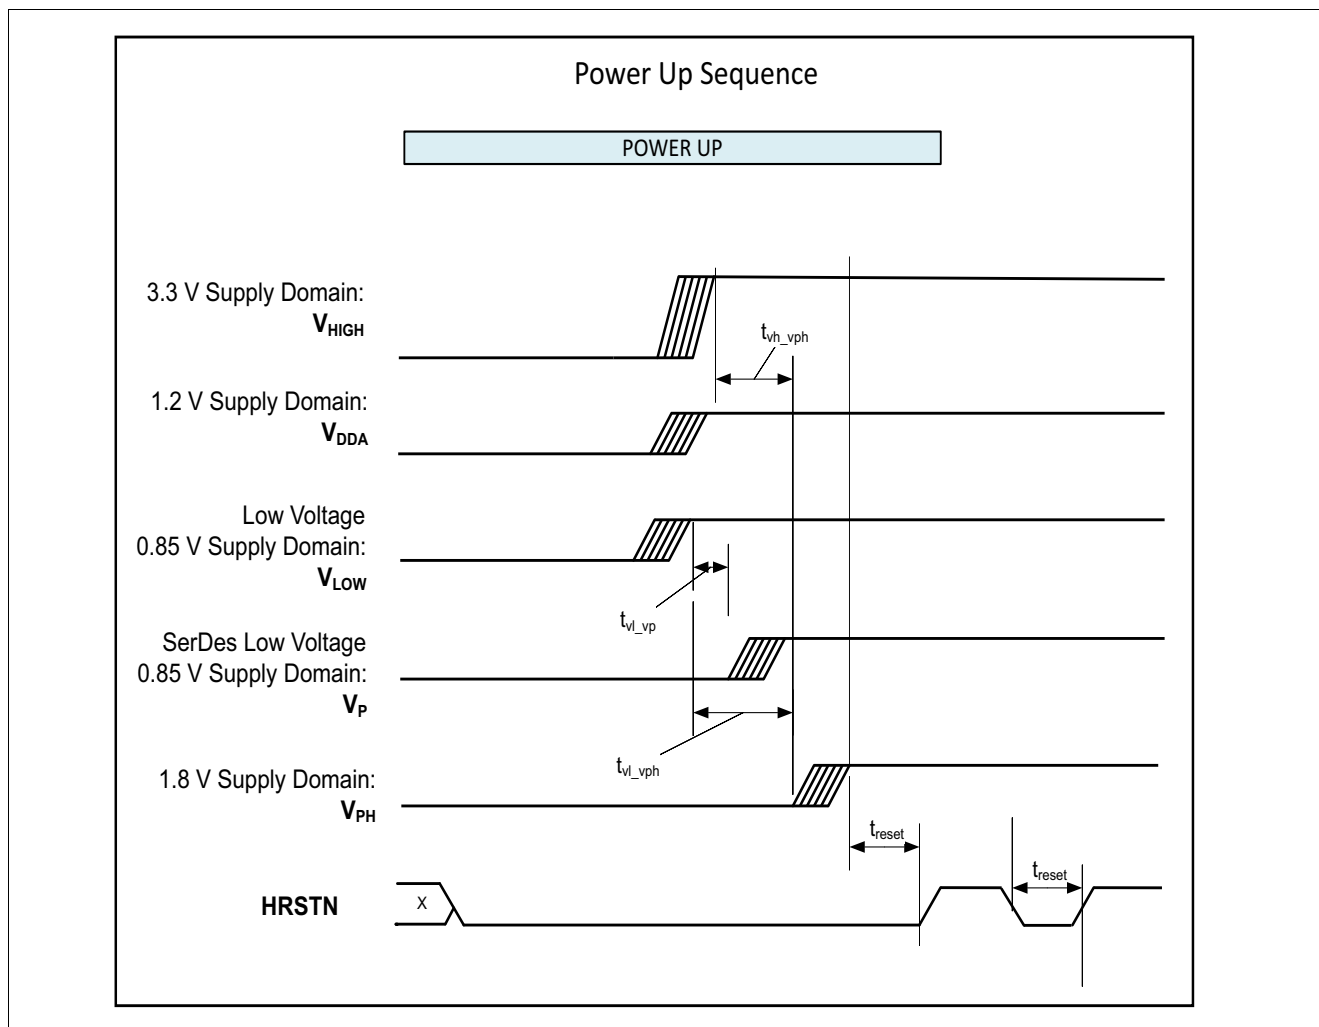 Power Up Sequence
POWER UP
3.3 V Supply Domain:
VHIGH
tvh_vph
1.2 V Supply Domain:
VDDA
Low Voltage
0.85 V Supply Domain:
VLOW
tvl_vp
SerDes Low Voltage
0.85 V Supply Domain:
VP
tvl_vph
1.8 V Supply Domain:
VPH
treset
treset
HRSTN
X